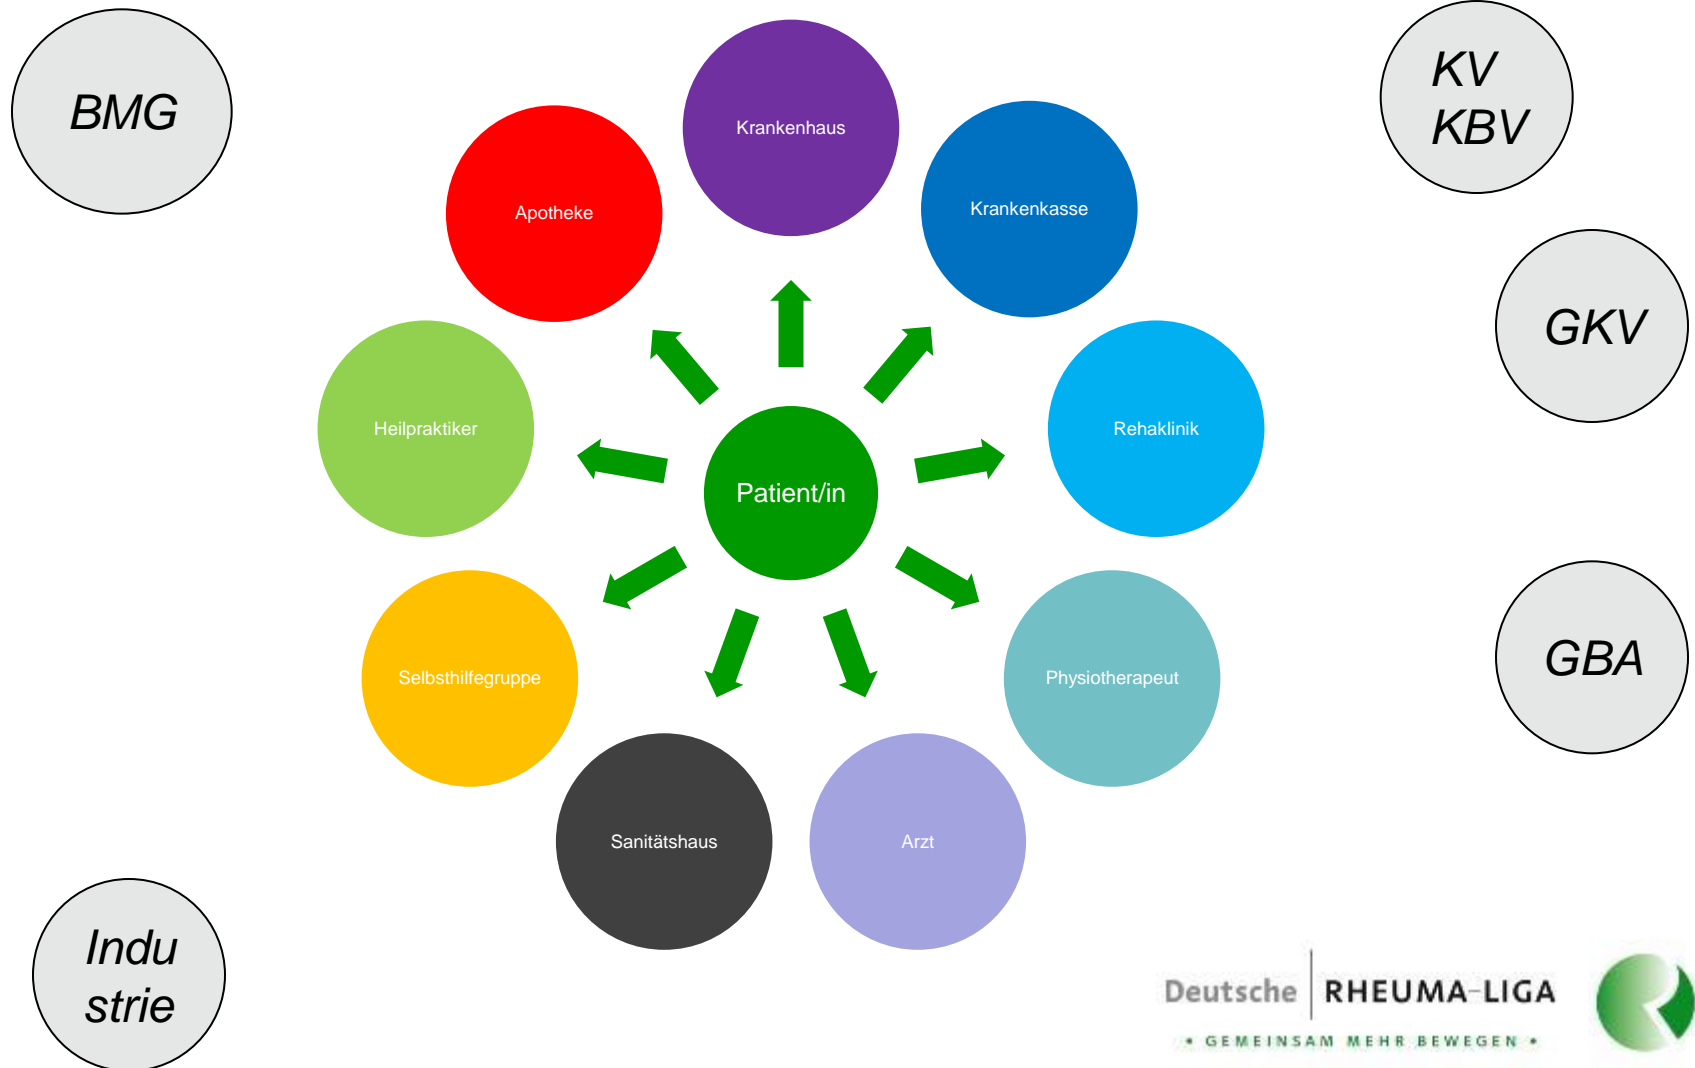 BMG
KV
KBV
Krankenhaus
Apotheke
Krankenkasse
GKV
Heilpraktiker
Rehaklinik
Patient/in
Selbsthilfegruppe
Physiotherapeut
GBA
Sanitätshaus
Arzt
Indu
strie
Deutsche RHEUMA-LIGA
• GEMEINSAM MEHR BEWEGEN •